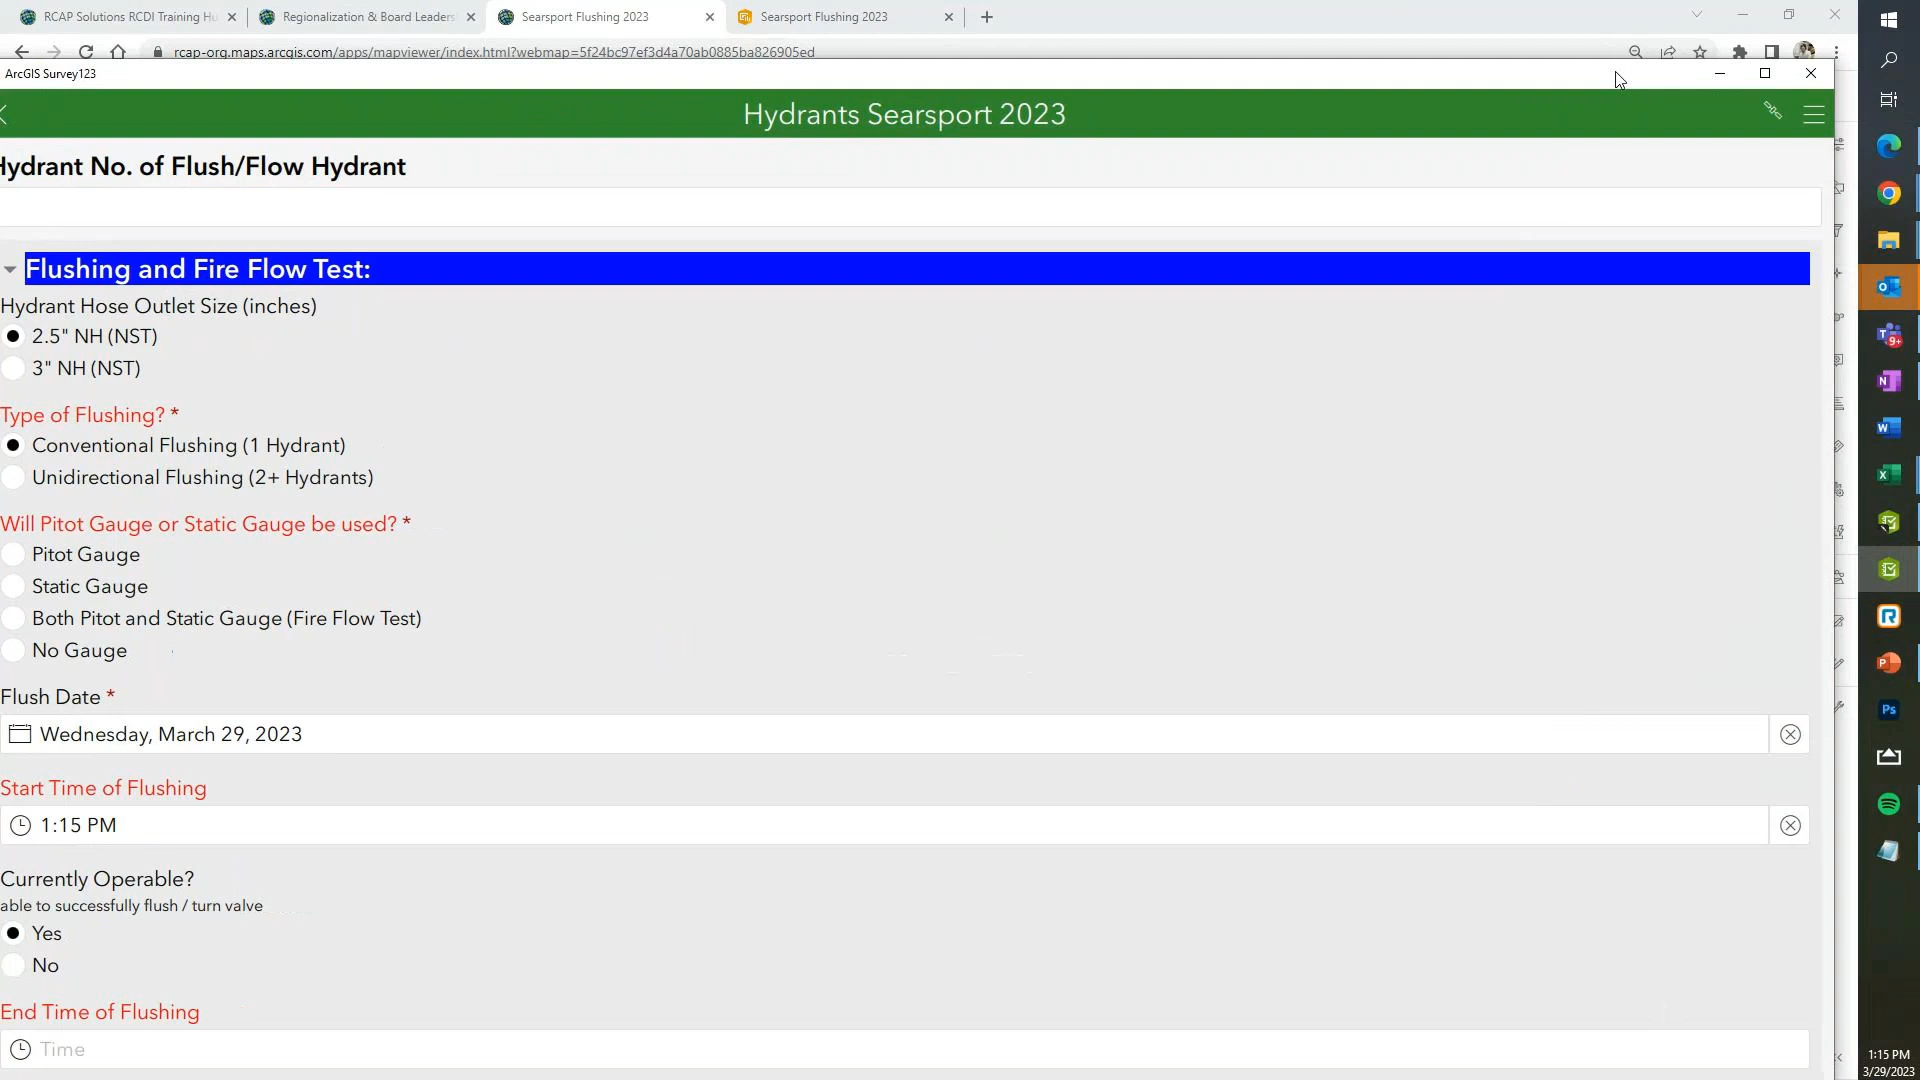 RCAP Solutions RCDI Training Hu
Regionalization & Board Leaders
Searsport Flushing 2023
Searsport Flushing 2023
rcap-org.maps.arcgis.com/apps/mapviewer/index.html?webmap=5f24bc97ef3d4a70ab0885ba826905ed
ArcGIS Survey123
Hydrants Searsport 2023
Hydrant No. of Flush/Flow Hydrant
Flushing and Fire Flow Test:
Hydrant Hose Outlet Size (inches)
2.5" NH (NST)
3" NH (NST)
Type of Flushing? *
Conventional Flushing (1 Hydrant)
Unidirectional Flushing (2+ Hydrants)
Will Pitot Gauge or Static Gauge be used? *
Pitot Gauge
Static Gauge
Both Pitot and Static Gauge (Fire Flow Test)
No Gauge
Flush Date *
Wednesday, March 29, 2023
Start Time of Flushing
1:15 PM
Currently Operable?
able to successfully flush / turn valve
Yes
No
End Time of Flushing
Time
9+
Ps
1:15 PM
3/29/2023